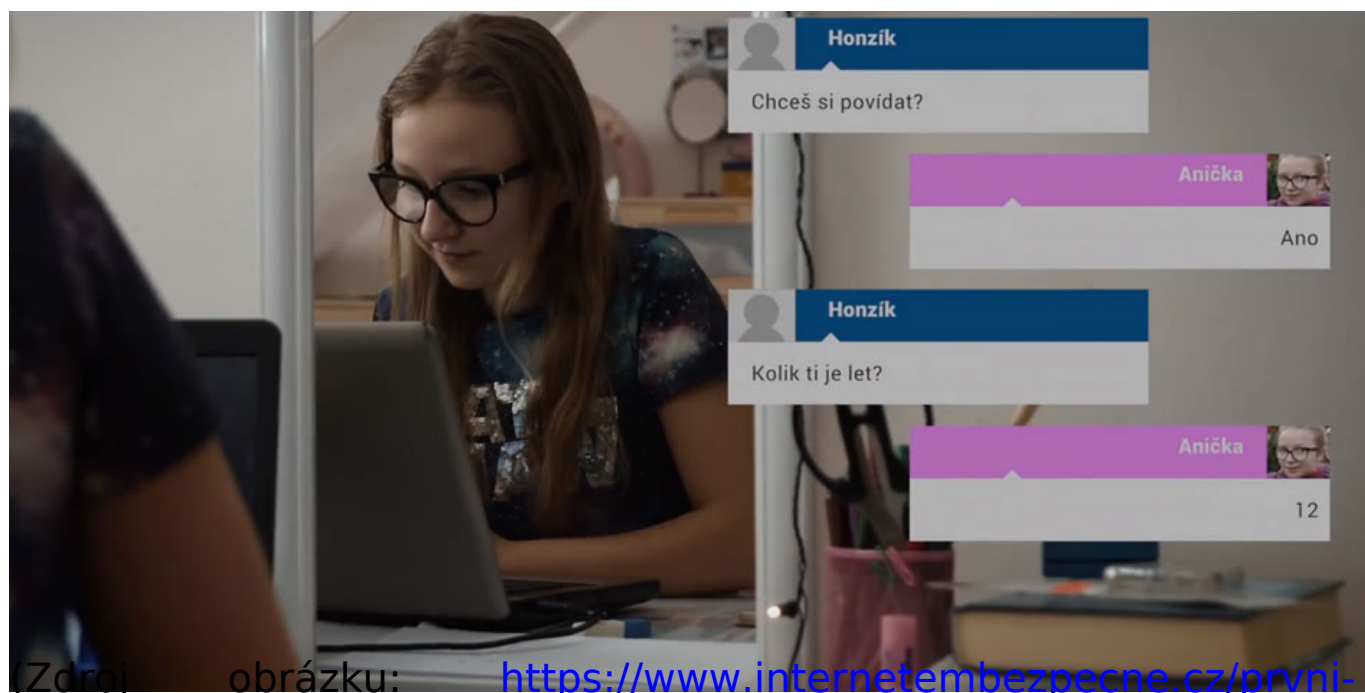 Honzík
Chceš si povídat?
Anička
Ano
Honzík
Kolik ti je let?
Anička
12
(Zdroj obrázku: https://www.internetembezpecne.cz/prvni-